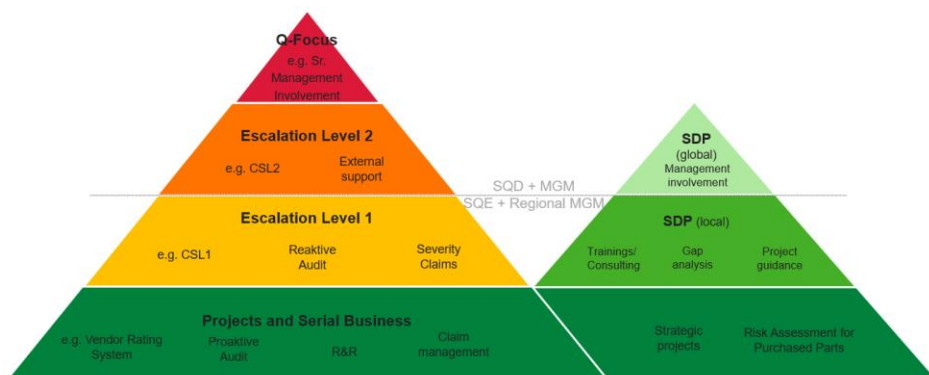 Q-Focus
e.g. Sr.
Management
Involvement
Escalation Level 2
e.g. CSL2
External
support
SDP
(global)
Management
involvement
SQD + MGM
SQE + Regional MGM
Escalation Level 1
e.g. CSL1
Reaktive
Audit
Severity
Claims
SDP (local)
Trainings/
Consulting
Gap
analysis
Project
guidance
Projects and Serial Business
e.g. Vendor Rating
System
Proaktive
Audit
R&R
Claim
management
Strategic
projects
Risk Assessment for
Purchased Parts